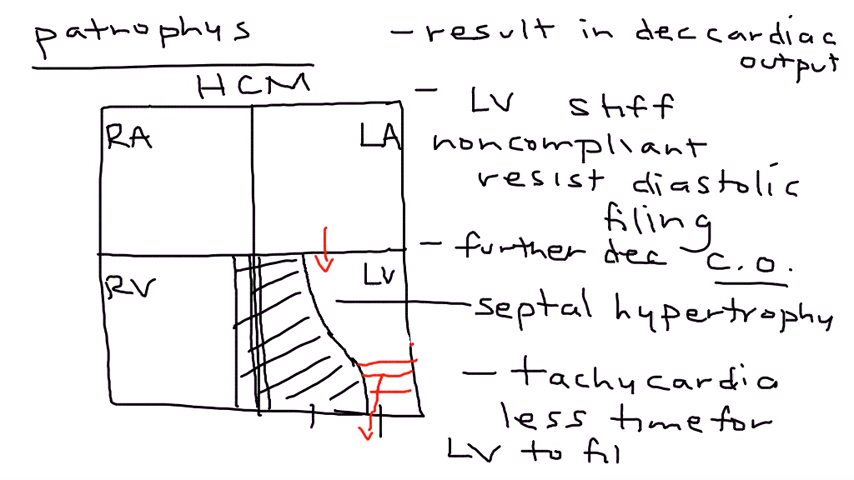 patrophys
HCM
RA
LA
RV
LV
- result in dec cardiac
output
- LV stiff
noncompliant
resist diastolic
filing
- further dec C.O.
septal hypertrophy
- tachycardia
less time for
LV to fil